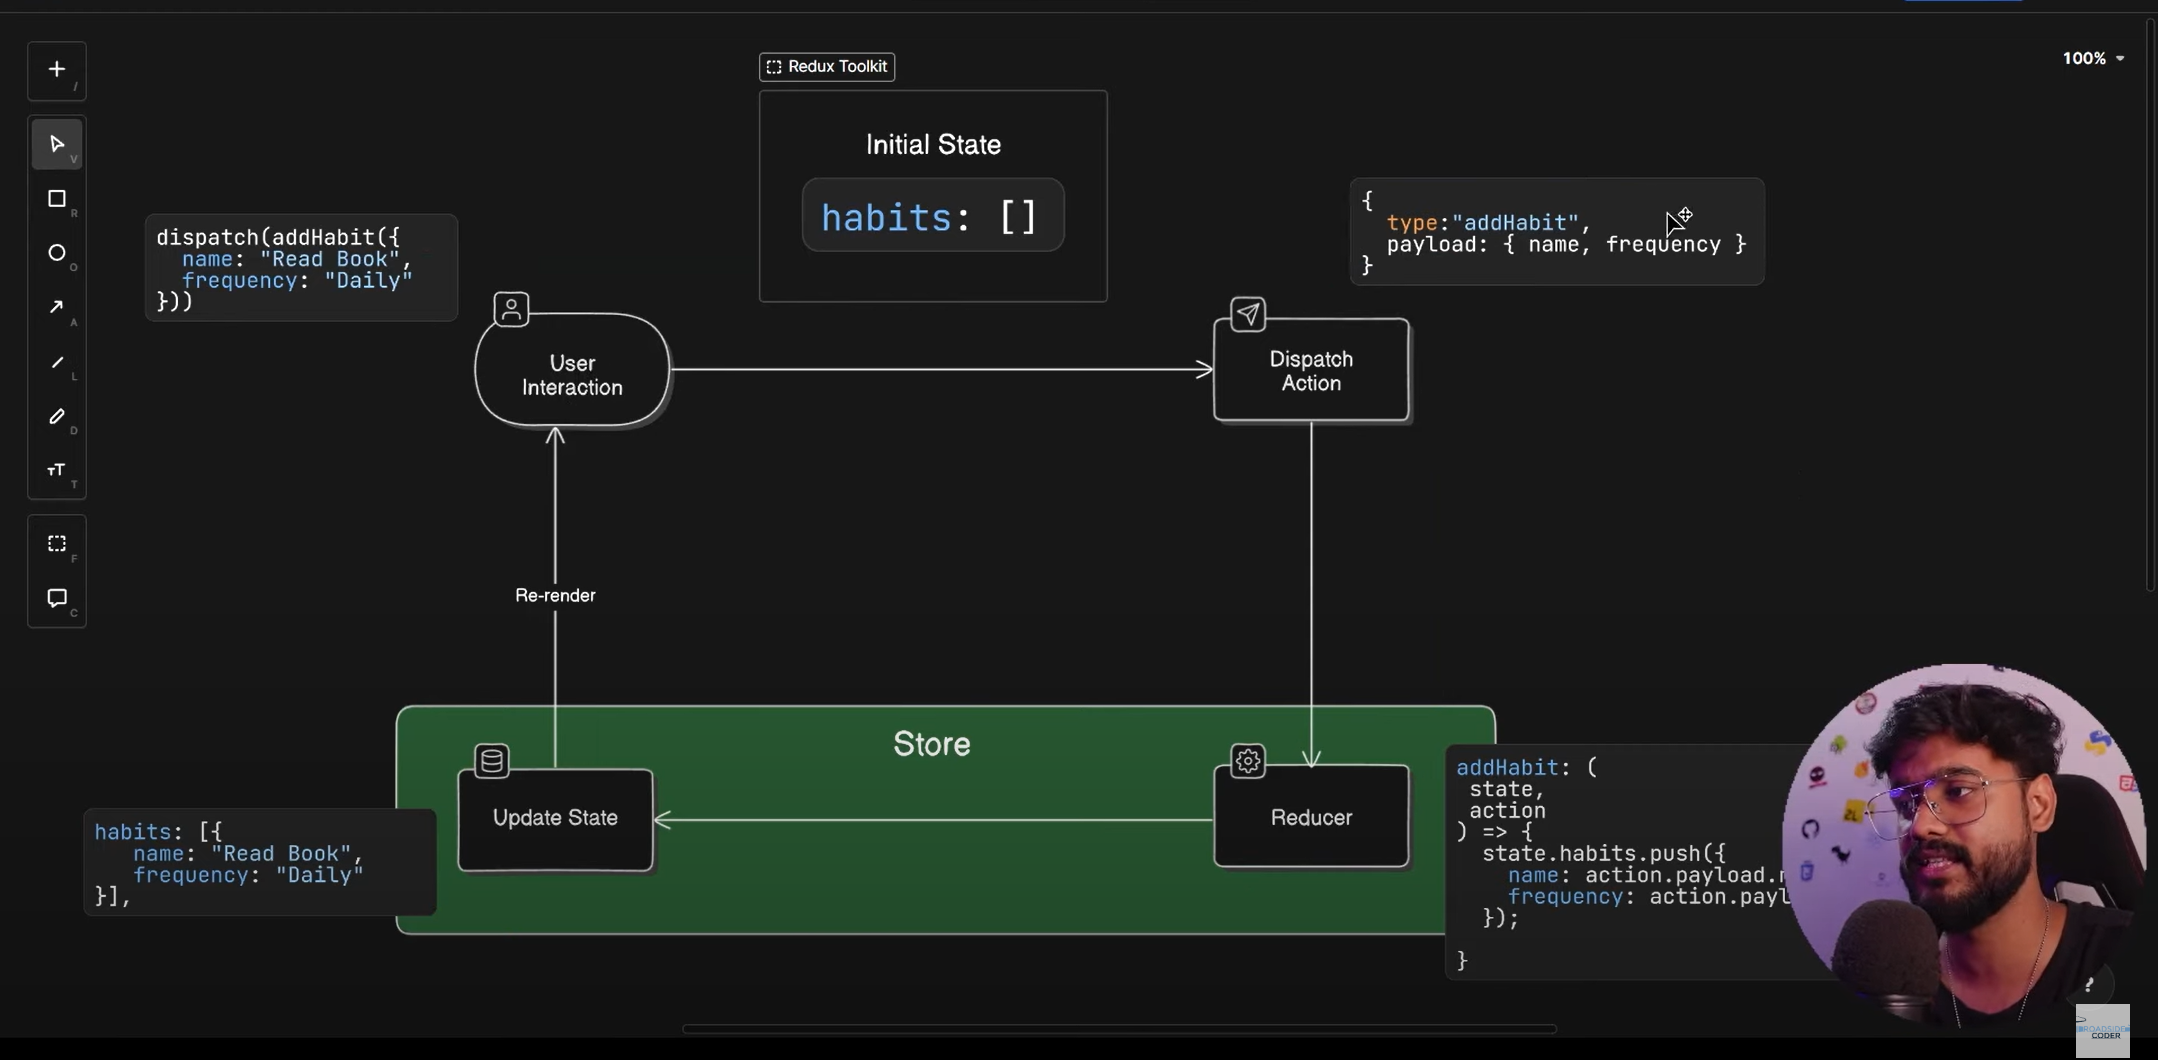 100%
Redux Toolkit
Initial State
habits: []
dispatch(addHabit({
name: "Read Book",
frequency: "Daily"
}))
{
type:"addHabit",
payload: { name, frequency }
}
User
Interaction
Dispatch
Action
Re-render
Store
Update State
Reducer
habits: [{
name: "Read Book",
frequency: "Daily"
}],
addHabit: (
state,
action
) => {
state.habits.push({
name: action.payload.
frequency: action.payl
});
}
/
V
R
O
A
L
D
T
F
C
?
ROADSIDE
CODER